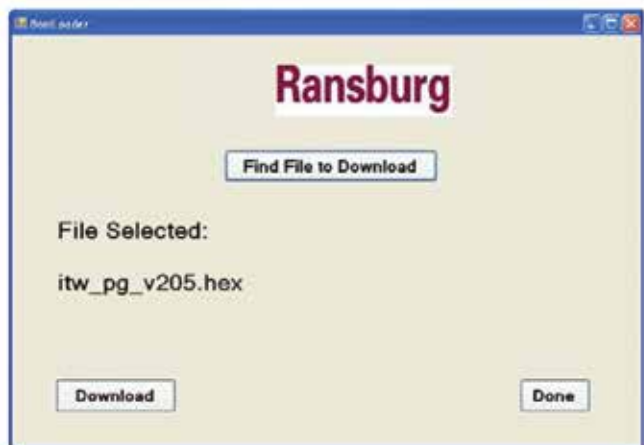 BootLoader
Ransburg
Find File to Download
File Selected:
itw_pg_v205.hex
Download
Done